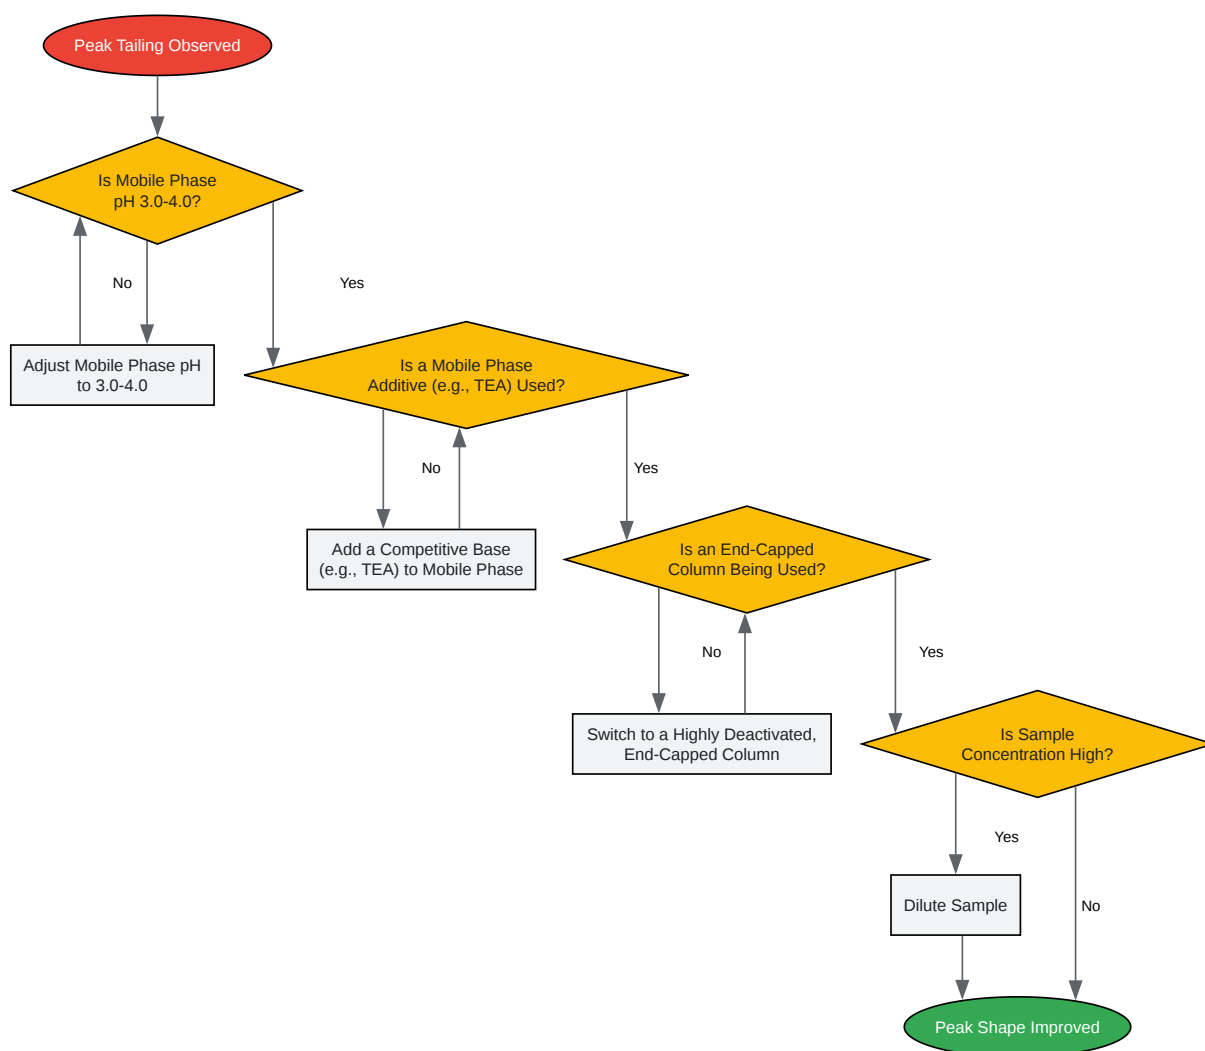 Peak Tailing Observed
Is Mobile Phase
pH 3.0-4.0?
No
Yes
Adjust Mobile Phase pH
to 3.0-4.0
Is a Mobile Phase
Additive (e.g., TEA) Used?
No
Yes
Add a Competitive Base
(e.g., TEA) to Mobile Phase
Is an End-Capped
Column Being Used?
No
Yes
Switch to a Highly Deactivated,
End-Capped Column
Is Sample
Concentration High?
Yes
Dilute Sample
No
Peak Shape Improved